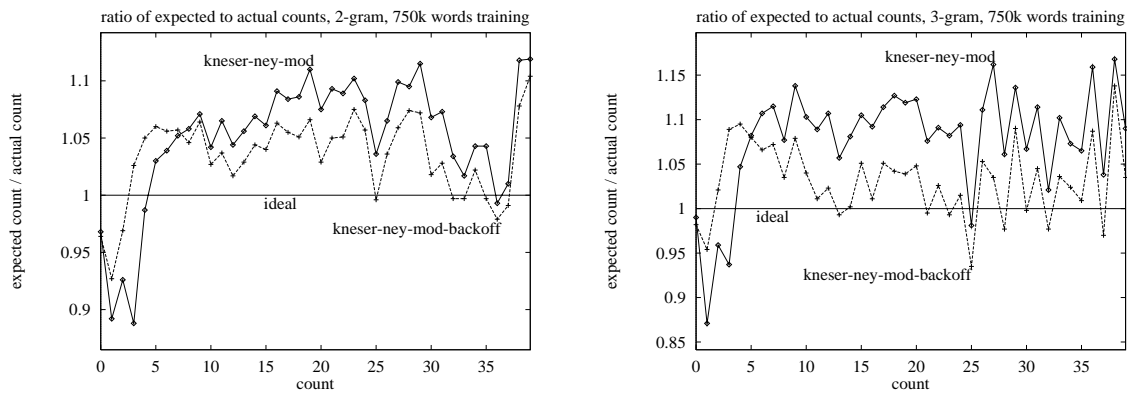 ratio of expected to actual counts, 2-gram, 750k words training
kneser-ney-mod
1.1
1.05
1
ideal
kneser-ney-mod-backoff
0.95
0.9
expected count / actual count
0 5 10 15 20 25 30 35
count
ratio of expected to actual counts, 3-gram, 750k words training
kneser-ney-mod
1.15
1.1
1.05
1
ideal
0.95
kneser-ney-mod-backoff
0.9
0.85
expected count / actual count
0 5 10 15 20 25 30 35
count